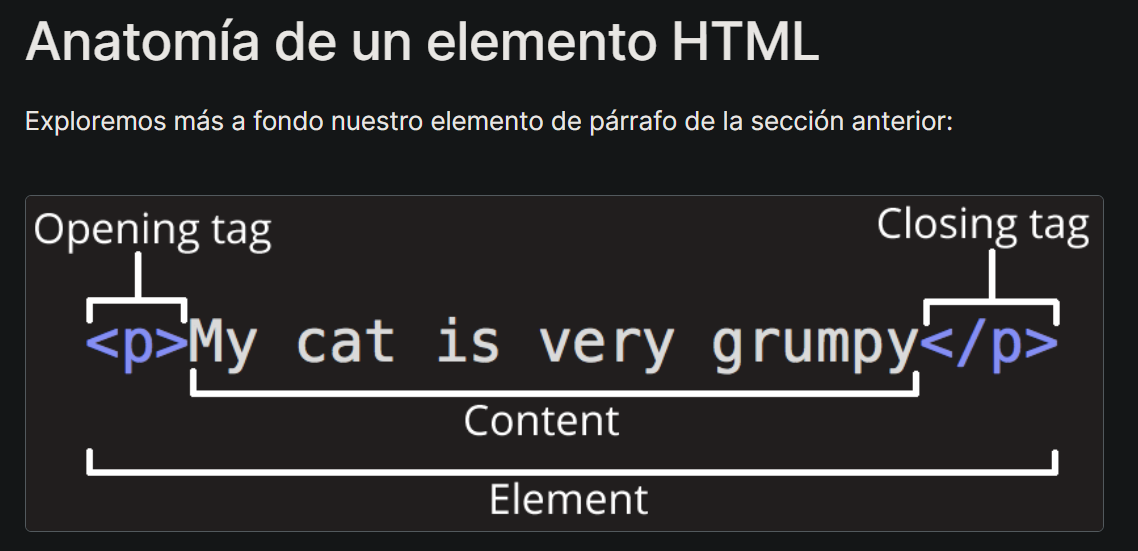 Anatomía de un elemento HTML
Exploremos más a fondo nuestro elemento de párrafo de la sección anterior:
Opening tag
Closing tag
<p>My cat is very grumpy</p>
Content
Element